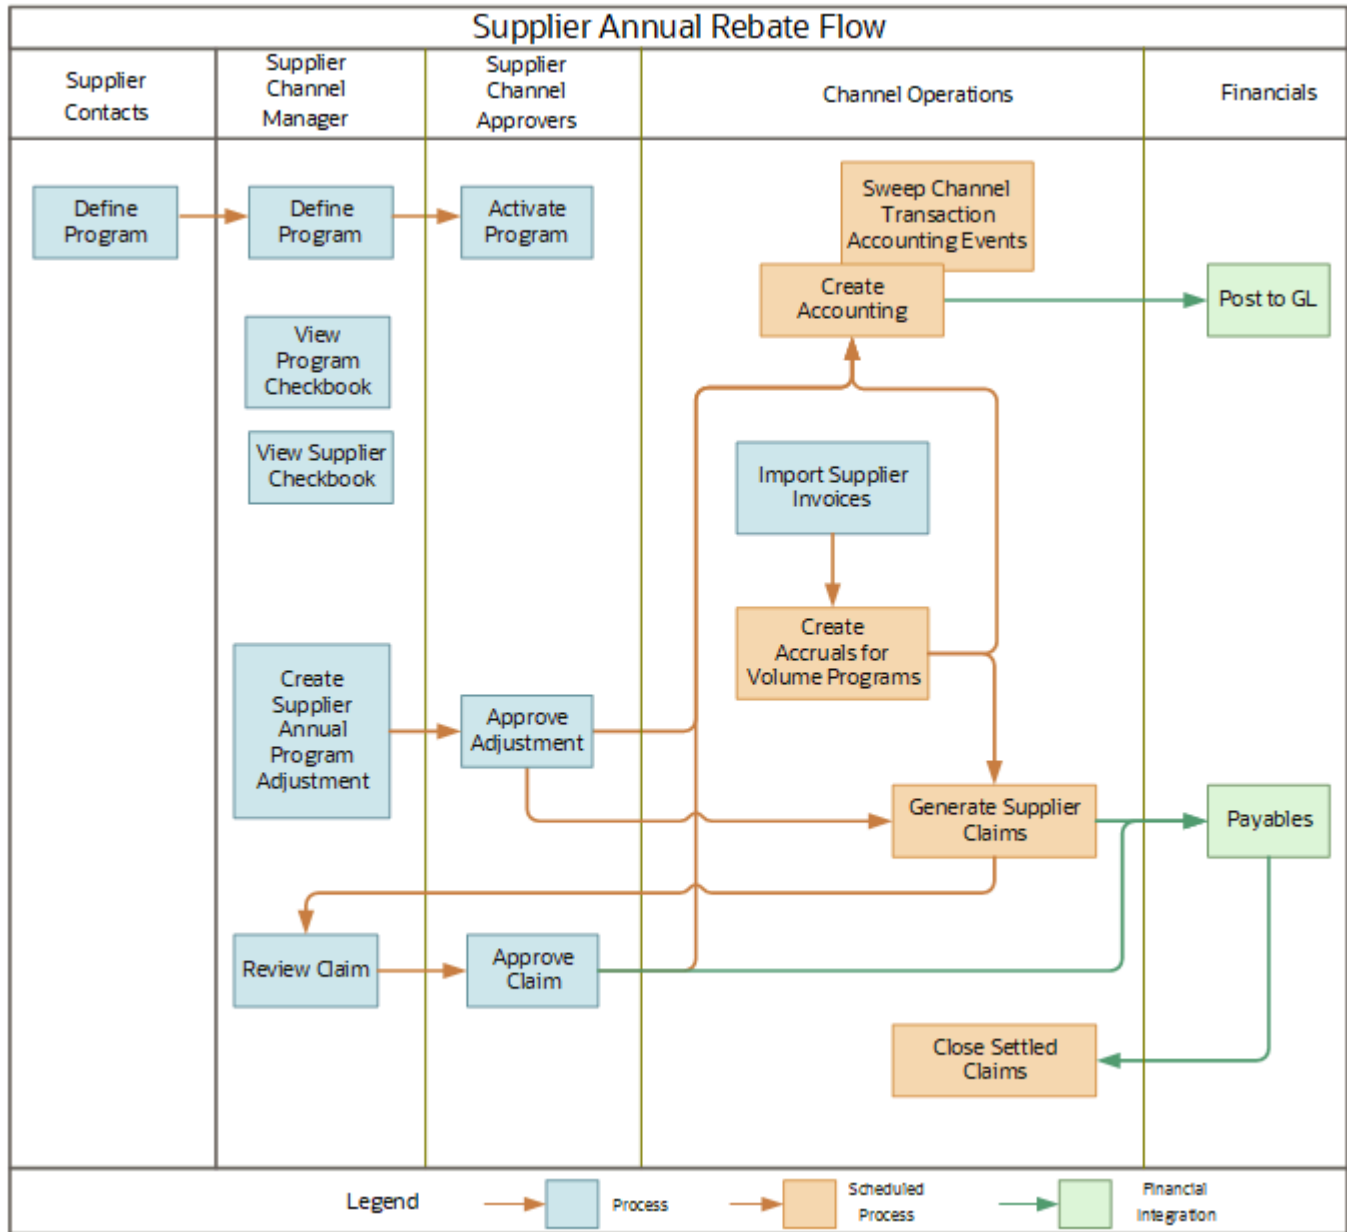 Supplier Annual Rebate Flow
Supplier
Contacts
Supplier
Channel
Manager
Supplier
Channel
Approvers
Channel Operations
Financials
Define
Program
Define
Program
Activate
Program
Sweep Channel
Transaction
Accounting Events
Create
Accounting
Post to GL
View
Program
Checkbook
View Supplier
Checkbook
Import Supplier
Invoices
Create
Accruals for
Volume Programs
Create
Supplier
Annual
Program
Adjustment
Approve
Adjustment
Generate Supplier
Claims
Payables
Review Claim
Approve
Claim
Close Settled
Claims
Legend
Process
Scheduled
Process
Financial
Integration